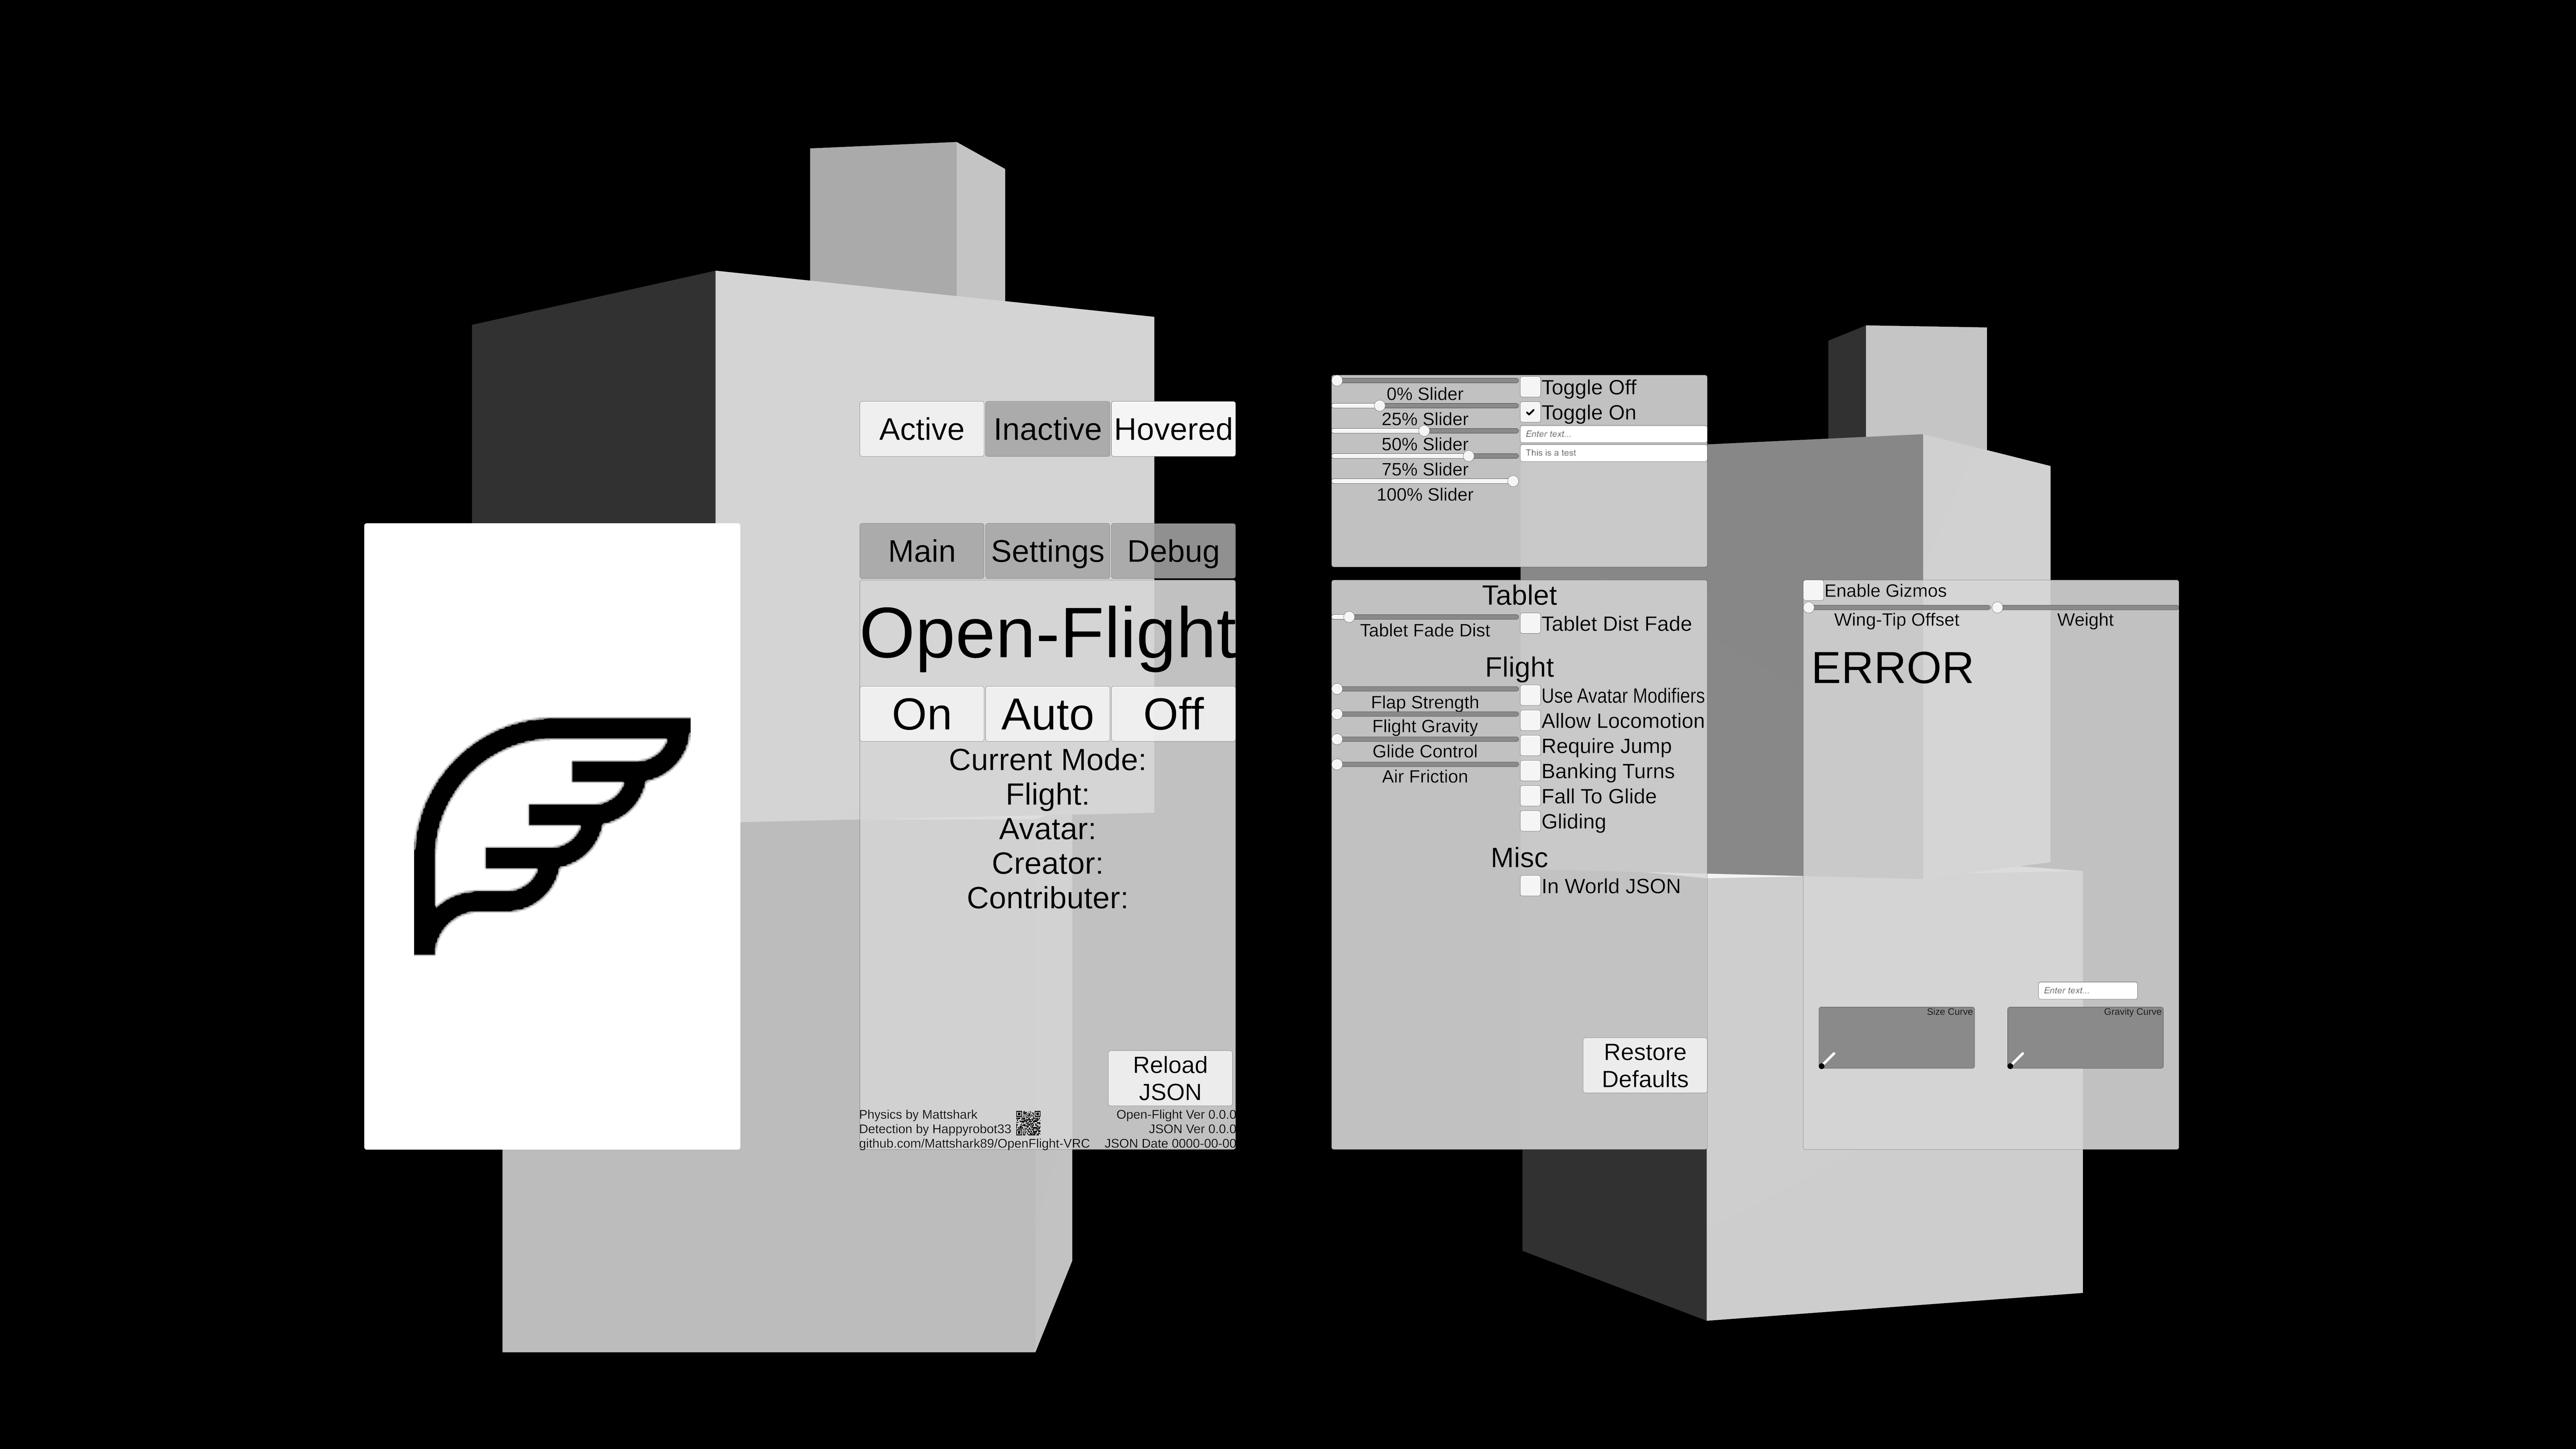 Active Inactive Hovered
Main Settings Debug
Open-Flight
On Auto Off
Current Mode:
Flight:
Avatar:
Creator:
Contributer:
Reload
JSON
Physics by Mattshark
Detection by Happyrobot33
github.com/Mattshark89/OpenFlight-VRC
Open-Flight Ver 0.0.0
JSON Ver 0.0.0
JSON Date 0000-00-00
0% Slider
25% Slider
50% Slider
75% Slider
100% Slider
Toggle Off
Toggle On
Enter text...
This is a test
Tablet
Tablet Fade Dist
Tablet Dist Fade
Flight
Flap Strength
Flight Gravity
Glide Control
Air Friction
Use Avatar Modifiers
Allow Locomotion
Require Jump
Banking Turns
Fall To Glide
Gliding
Misc
In World JSON
Restore
Defaults
Enable Gizmos
Wing-Tip Offset
Weight
ERROR
Enter text...
Size Curve
Gravity Curve